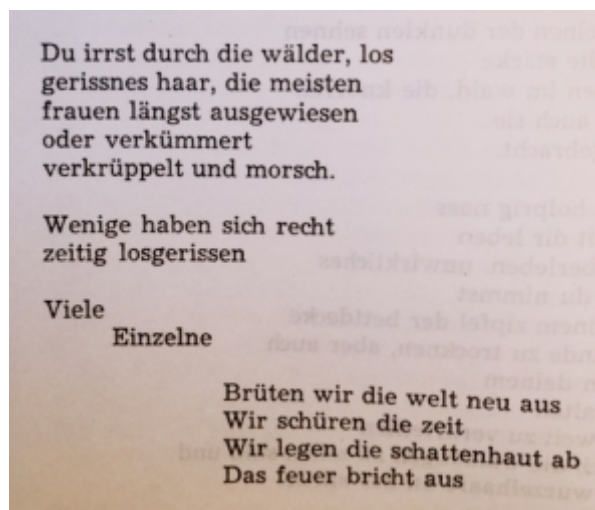 Du irrst durch die wälder, los
gerissnes haar, die meisten
frauen längst ausgewiesen
oder verkümmert
verkrüppelt und morsch.
Wenige haben sich recht
zeitig losgerissen
Viele
Einzelne
Brüten wir die welt neu aus
Wir schüren die zeit
Wir legen die schattenhaut ab
Das feuer bricht aus